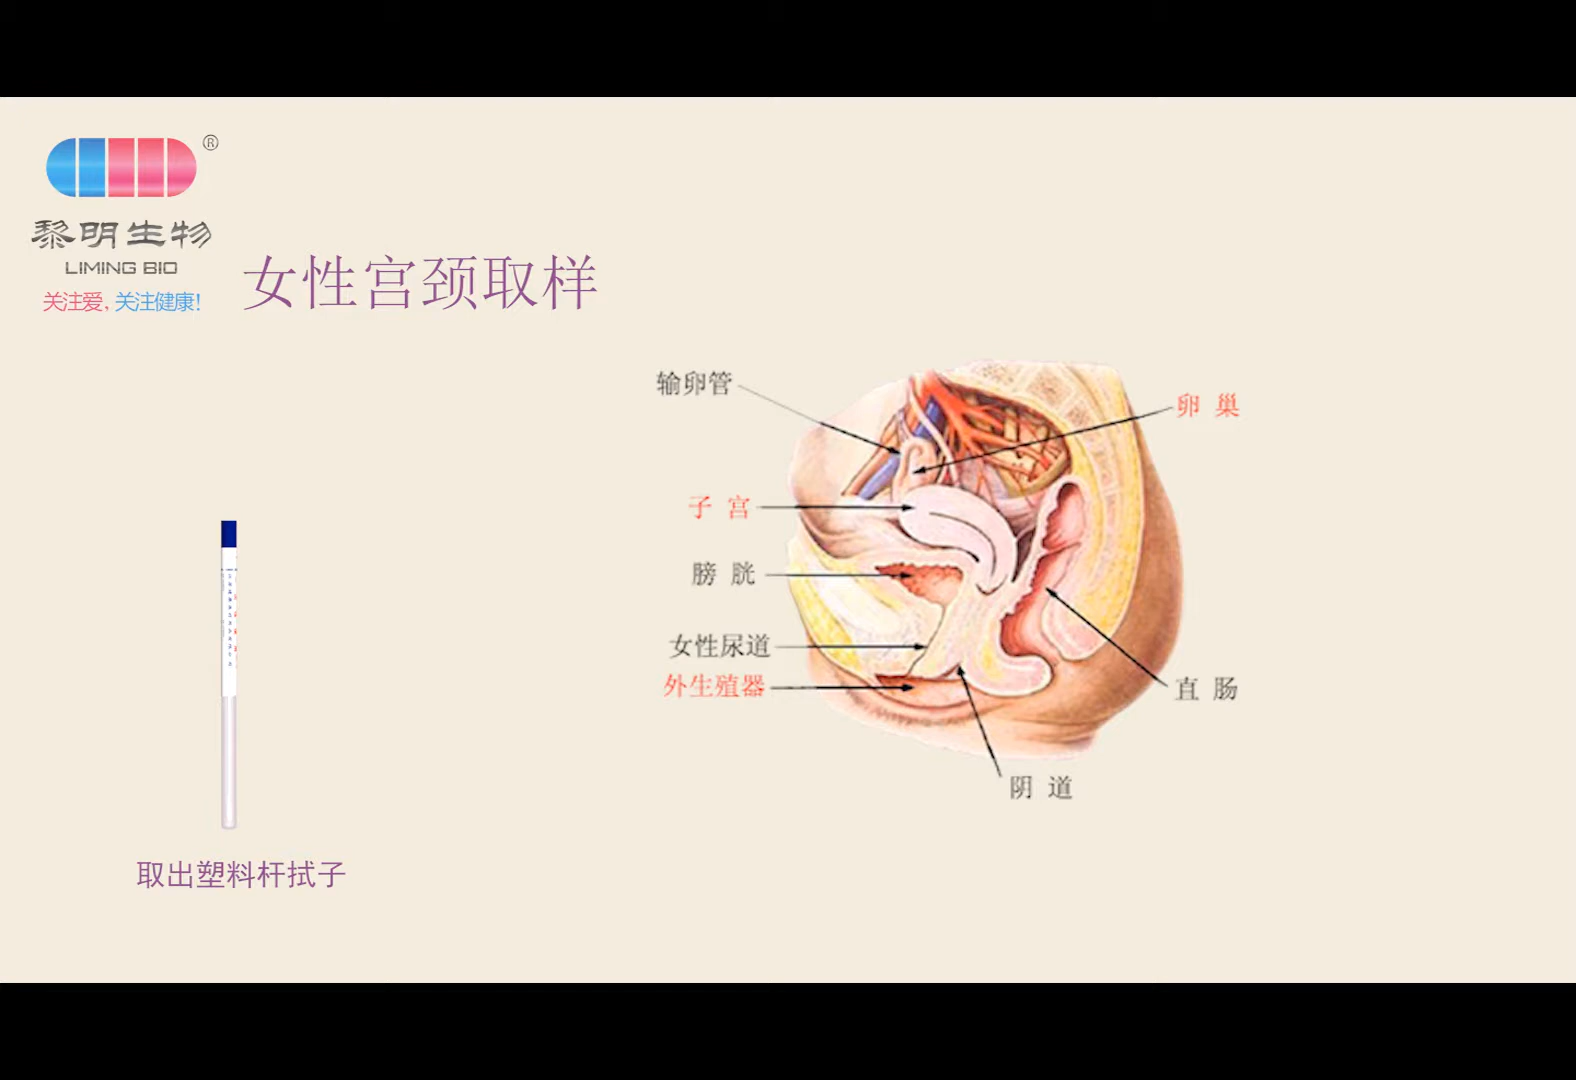 ®
黎明生物
LIMING BIO
关注爱,关注健康!
女性宫颈取样
输卵管
卵巢
子宫
膀胱
女性尿道
外生殖器
直肠
阴道
取出塑料杆拭子